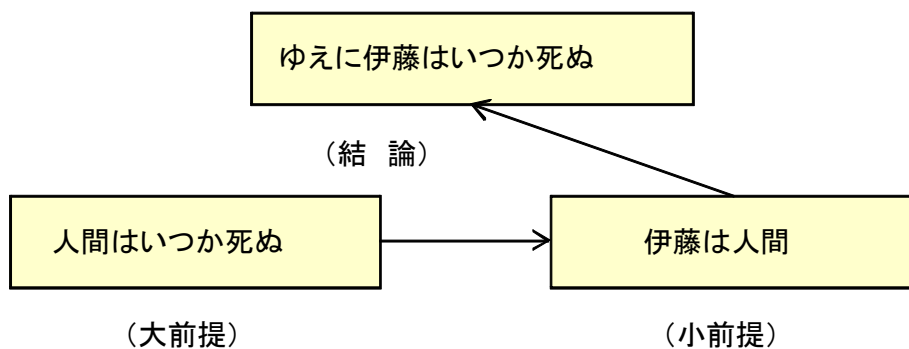 ゆえに伊藤はいつか死ぬ
（結　論）
人間はいつか死ぬ
伊藤は人間
（大前提）
（小前提）